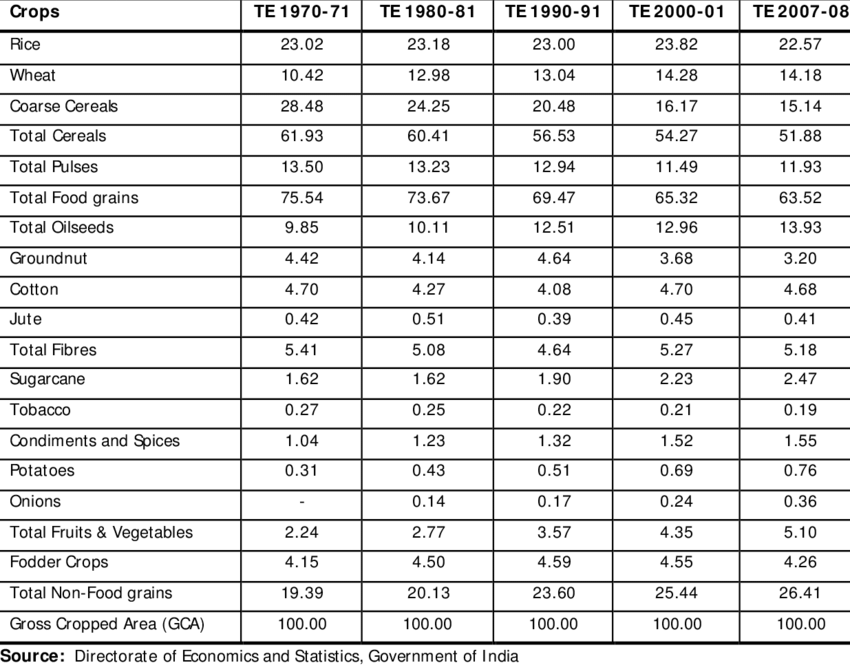 Crops TE 1970-71 TE 1980-81 TE 1990-91 TE 2000-01 TE 2007-08
Rice 23.02 23.18 23.00 23.82 22.57
Wheat 10.42 12.98 13.04 14.28 14.18
Coarse Cereals 28.48 24.25 20.48 16.17 15.14
Total Cereals 61.93 60.41 56.53 54.27 51.88
Total Pulses 13.50 13.23 12.94 11.49 11.93
Total Food grains 75.54 73.67 69.47 65.32 63.52
Total Oilseeds 9.85 10.11 12.51 12.96 13.93
Groundnut 4.42 4.14 4.64 3.68 3.20
Cotton 4.70 4.27 4.08 4.70 4.68
Jute 0.42 0.51 0.39 0.45 0.41
Total Fibres 5.41 5.08 4.64 5.27 5.18
Sugarcane 1.62 1.62 1.90 2.23 2.47
Tobacco 0.27 0.25 0.22 0.21 0.19
Condiments and Spices 1.04 1.23 1.32 1.52 1.55
Potatoes 0.31 0.43 0.51 0.69 0.76
Onions - 0.14 0.17 0.24 0.36
Total Fruits & Vegetables 2.24 2.77 3.57 4.35 5.10
Fodder Crops 4.15 4.50 4.59 4.55 4.26
Total Non-Food grains 19.39 20.13 23.60 25.44 26.41
Gross Cropped Area (GCA) 100.00 100.00 100.00 100.00 100.00
Source: Directorate of Economics and Statistics, Government of India